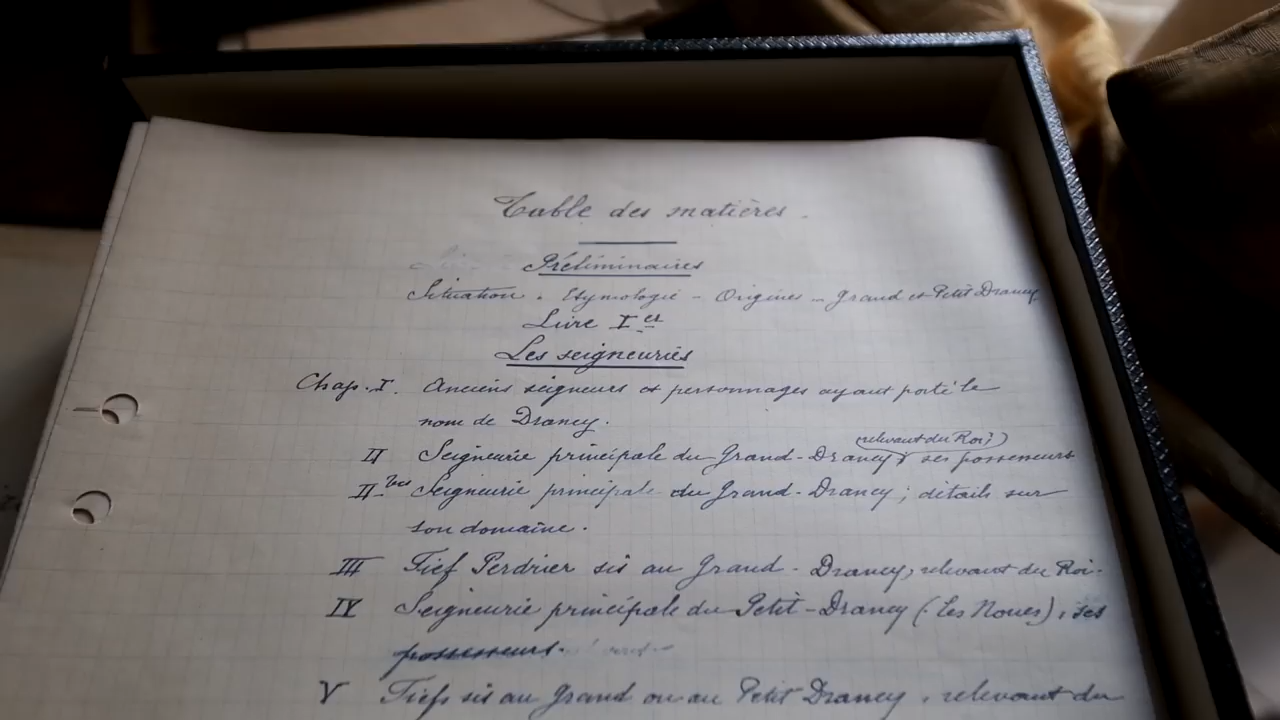 Table des matières.
Préliminaires
Situation. Etymologie - Origines - Grand et Petit Drancy
Livre Ier
Les seigneuries
Chap. I. Anciens seigneurs et personnages ayant porté le
nom de Drancy.
(relevant du Roi)
II Seigneurie principale du Grand-Drancy, ses possesseurs
II-bis Seigneurie principale du Grand-Drancy; détails sur
son domaine.
III Fief Perdrier sis au Grand-Drancy, relevant du Roi.
IV Seigneurie principale du Petit-Drancy (Les Noues), ses
possesseurs.
V Fiefs sis au Grand ou au Petit Drancy, relevant du